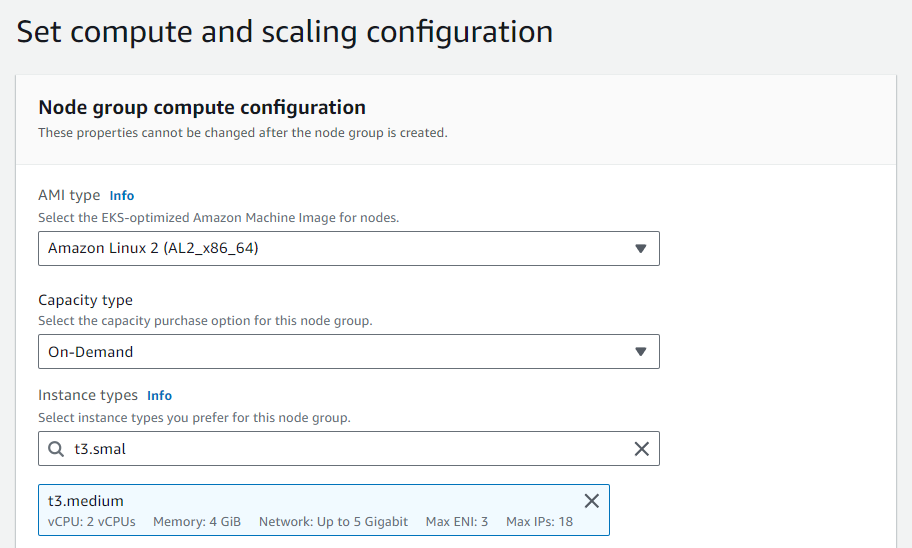 Set compute and scaling configuration
Node group compute configuration
These properties cannot be changed after the node group is created.
AMI type Info
Select the EKS-optimized Amazon Machine Image for nodes.
Amazon Linux 2 (AL2_x86_64)
Capacity type
Select the capacity purchase option for this node group.
On-Demand
Instance types Info
Select instance types you prefer for this node group.
t3.smal
t3.medium
vCPU: 2 vCPUs Memory: 4 GiB Network: Up to 5 Gigabit Max ENI: 3 Max IPs: 18